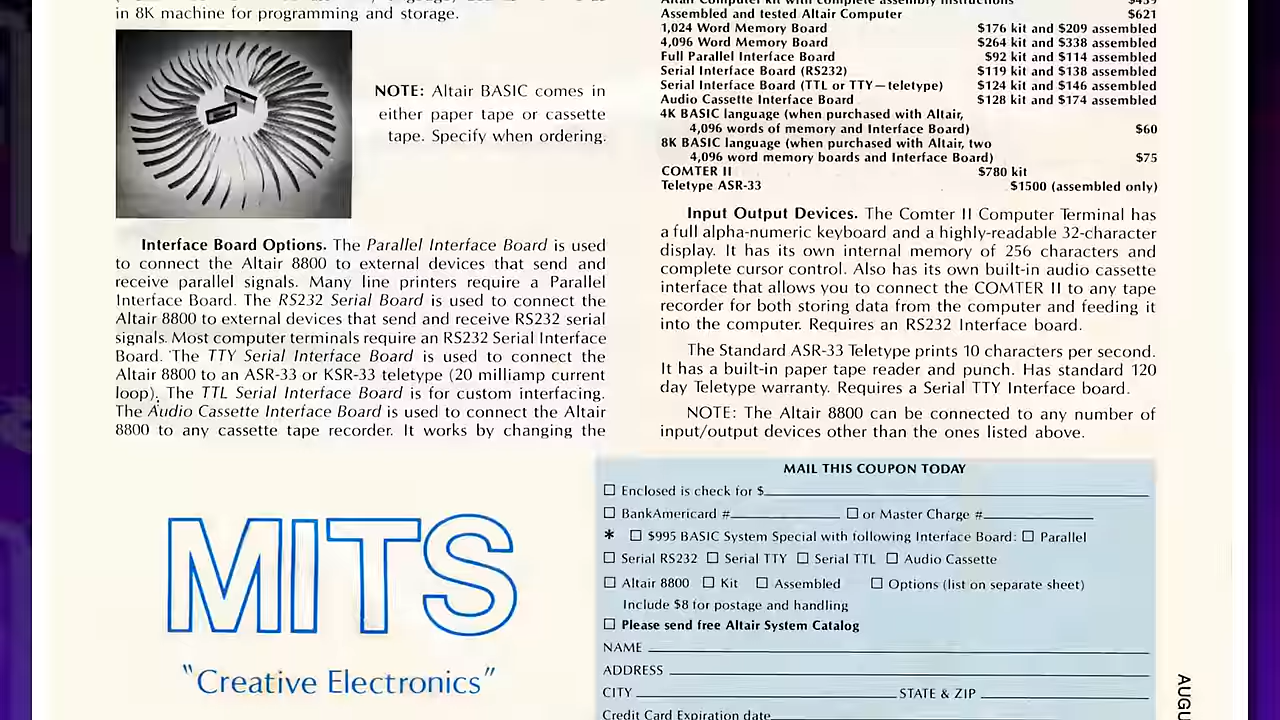 in 8K machine for programming and storage.
NOTE: Altair BASIC comes in
either paper tape or cassette
tape. Specify when ordering.
Interface Board Options. The Parallel Interface Board is used
to connect the Altair 8800 to external devices that send and
receive parallel signals. Many line printers require a Parallel
Interface Board. The RS232 Serial Board is used to connect the
Altair 8800 to external devices that send and receive RS232 serial
signals. Most computer terminals require an RS232 Serial Interface
Board. The TTY Serial Interface Board is used to connect the
Altair 8800 to an ASR-33 or KSR-33 teletype (20 milliamp current
loop). The TTL Serial Interface Board is for custom interfacing.
The Audio Cassette Interface Board is used to connect the Altair
8800 to any cassette tape recorder. It works by changing the
MITS
"Creative Electronics"
Altair Computer kit with complete assembly instructions $439
Assembled and tested Altair Computer $621
1,024 Word Memory Board $176 kit and $209 assembled
4,096 Word Memory Board $264 kit and $338 assembled
Full Parallel Interface Board $92 kit and $114 assembled
Serial Interface Board (RS232) $119 kit and $138 assembled
Serial Interface Board (TTL or TTY—teletype) $124 kit and $146 assembled
Audio Cassette Interface Board $128 kit and $174 assembled
4K BASIC language (when purchased with Altair,
4,096 words of memory and Interface Board) $60
8K BASIC language (when purchased with Altair, two
4,096 word memory boards and Interface Board) $75
COMTER II $780 kit
Teletype ASR-33 $1500 (assembled only)
Input Output Devices. The Comter II Computer Terminal has
a full alpha-numeric keyboard and a highly-readable 32-character
display. It has its own internal memory of 256 characters and
complete cursor control. Also has its own built-in audio cassette
interface that allows you to connect the COMTER II to any tape
recorder for both storing data from the computer and feeding it
into the computer. Requires an RS232 Interface board.
The Standard ASR-33 Teletype prints 10 characters per second.
It has a built-in paper tape reader and punch. Has standard 120
day Teletype warranty. Requires a Serial TTY Interface board.
NOTE: The Altair 8800 can be connected to any number of
input/output devices other than the ones listed above.
MAIL THIS COUPON TODAY
☐ Enclosed is check for $
☐ BankAmericard # ☐ or Master Charge #
* ☐ $995 BASIC System Special with following Interface Board: ☐ Parallel
☐ Serial RS232 ☐ Serial TTY ☐ Serial TTL ☐ Audio Cassette
☐ Altair 8800 ☐ Kit ☐ Assembled ☐ Options (list on separate sheet)
Include $8 for postage and handling
☐ Please send free Altair System Catalog
NAME
ADDRESS
CITY STATE & ZIP
Credit Card Expiration date
AUGU